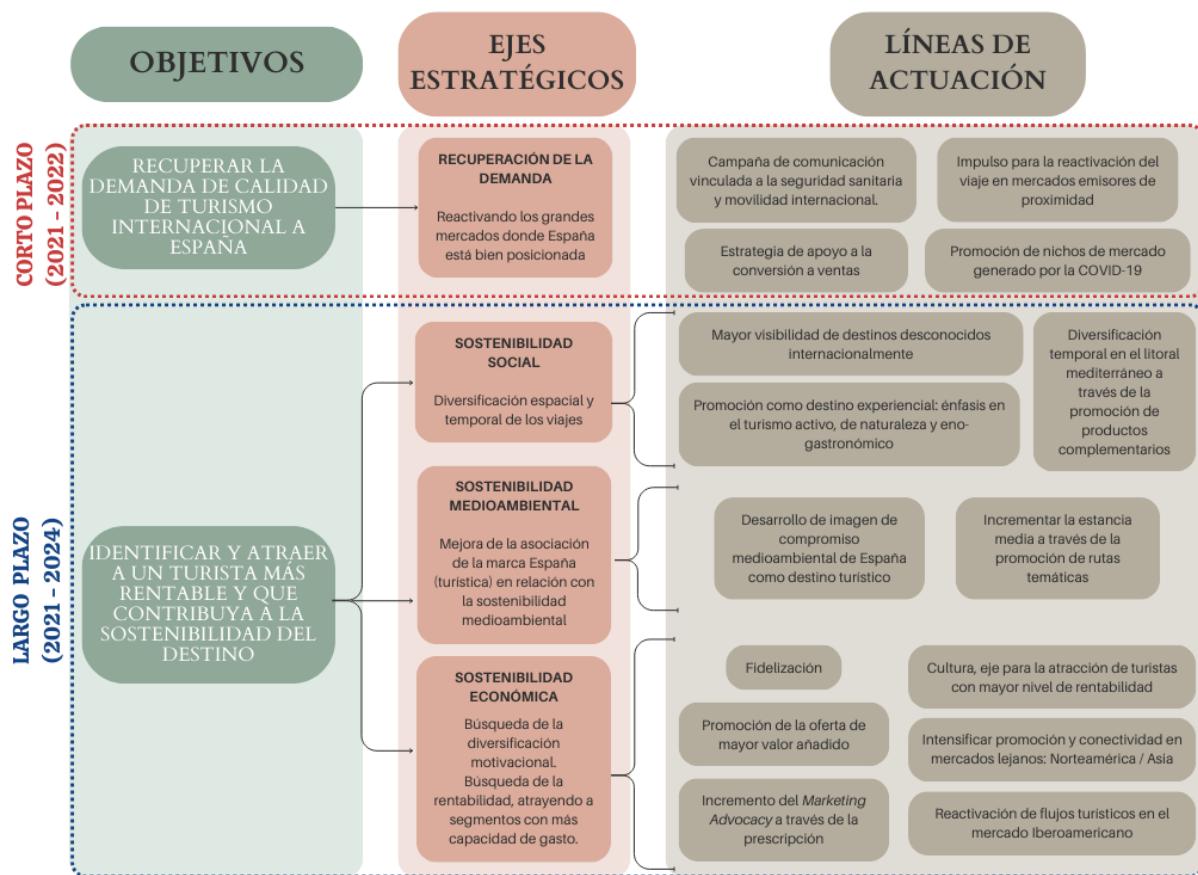 OBJETIVOS
EJES
ESTRATÉGICOS
LÍNEAS DE
ACTUACIÓN
CORTO PLAZO
(2021 - 2022)
RECUPERAR LA
DEMANDA DE CALIDAD
DE TURISMO
INTERNACIONAL A
ESPAÑA
RECUPERACIÓN DE LA
DEMANDA
Reactivando los grandes
mercados donde España
está bien posicionada
Campaña de comunicación
vinculada a la seguridad sanitaria
y movilidad internacional.
Impulso para la reactivación del
viaje en mercados emisores de
proximidad
Estrategia de apoyo a la
conversión a ventas
Promoción de nichos de mercado
generado por la COVID-19
LARGO PLAZO
(2021 - 2024)
IDENTIFICAR Y ATRAER
A UN TURISTA MÁS
RENTABLE Y QUE
CONTRIBUYA A LA
SOSTENIBILIDAD DEL
DESTINO
SOSTENIBILIDAD
SOCIAL
Diversificación espacial y
temporal de los viajes
Mayor visibilidad de destinos desconocidos
internacionalmente
Promoción como destino experiencial: énfasis en
el turismo activo, de naturaleza y eno-
gastronómico
Diversificación
temporal en el litoral
mediterráneo a
través de la
promoción de
productos
complementarios
SOSTENIBILIDAD
MEDIOAMBIENTAL
Mejora de la asociación
de la marca España
(turística) en relación con
la sostenibilidad
medioambiental
Desarrollo de imagen de
compromiso
medioambiental de España
como destino turístico
Incrementar la estancia
media a través de la
promoción de rutas
temáticas
SOSTENIBILIDAD
ECONÓMICA
Búsqueda de la
diversificación
motivacional.
Búsqueda de la
rentabilidad, atrayendo a
segmentos con más
capacidad de gasto.
Fidelización
Cultura, eje para la atracción de turistas
con mayor nivel de rentabilidad
Promoción de la oferta de
mayor valor añadido
Intensificar promoción y conectividad en
mercados lejanos: Norteamérica / Asia
Incremento del Marketing
Advocacy a través de la
prescripción
Reactivación de flujos turísticos en el
mercado Iberoamericano